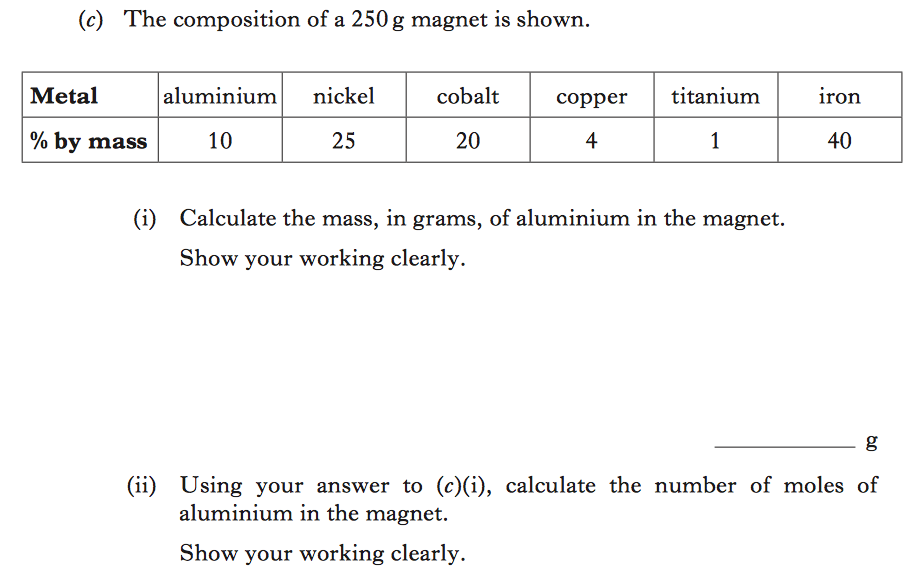 (c) The composition of a 250 g magnet is shown.
Metal aluminium nickel cobalt copper titanium iron
% by mass 10 25 20 4 1 40
(i) Calculate the mass, in grams, of aluminium in the magnet.
Show your working clearly.
g
(ii) Using your answer to (c)(i), calculate the number of moles of
aluminium in the magnet.
Show your working clearly.